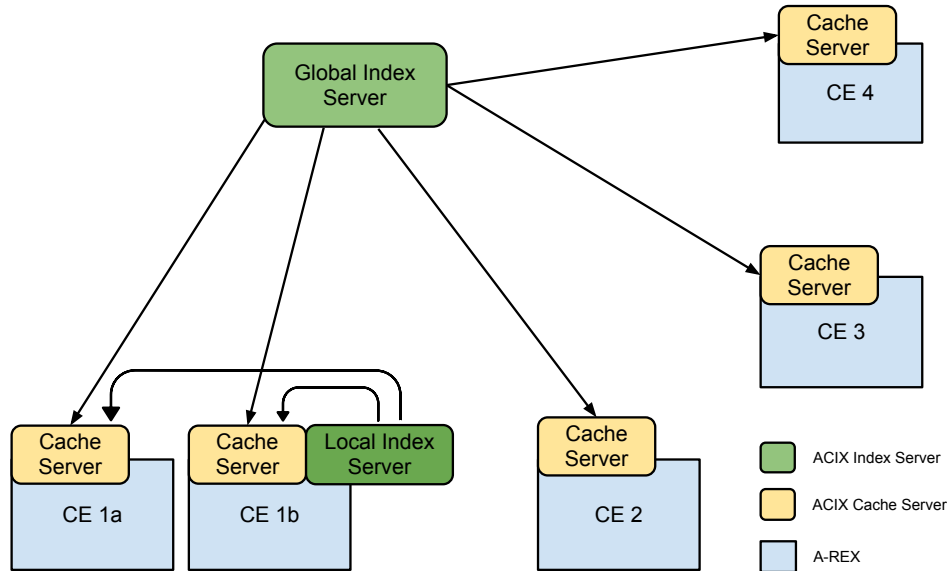 Cache
Server
CE 4
Global Index
Server
Cache
Server
CE 3
Cache
Server
CE 1a
Cache
Server
Local Index
Server
CE 1b
Cache
Server
CE 2
ACIX Index Server
ACIX Cache Server
A-REX